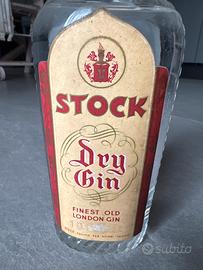 STOCK
Dry
Gin
FINEST OLD
LONDON GIN
subito